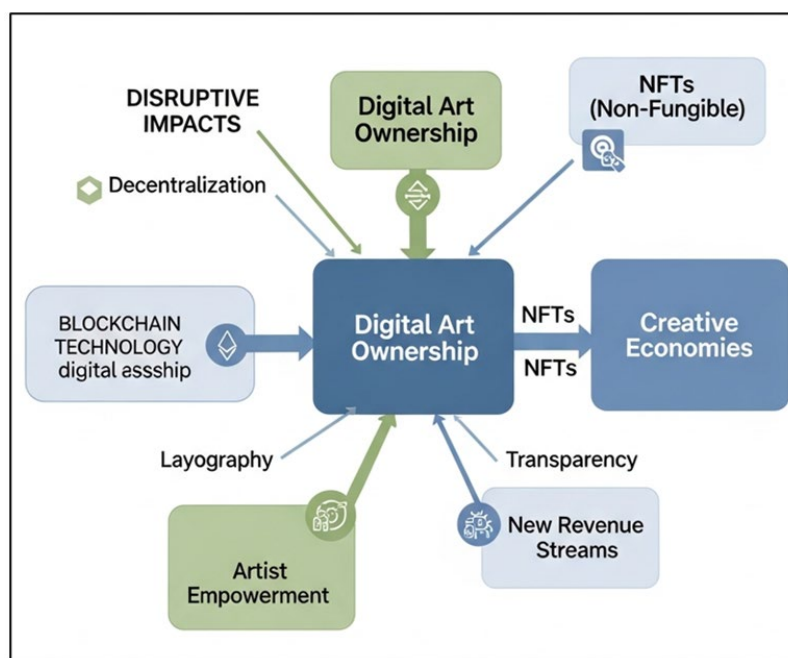 DISRUPTIVE
IMPACTS
Digital Art
Ownership
NFTs
(Non-Fungible)
Decentralization
BLOCKCHAIN
TECHNOLOGY
digital assship
Digital Art
Ownership
NFTs
NFTs
Creative
Economies
Layography
Transparency
Artist
Empowerment
New Revenue
Streams